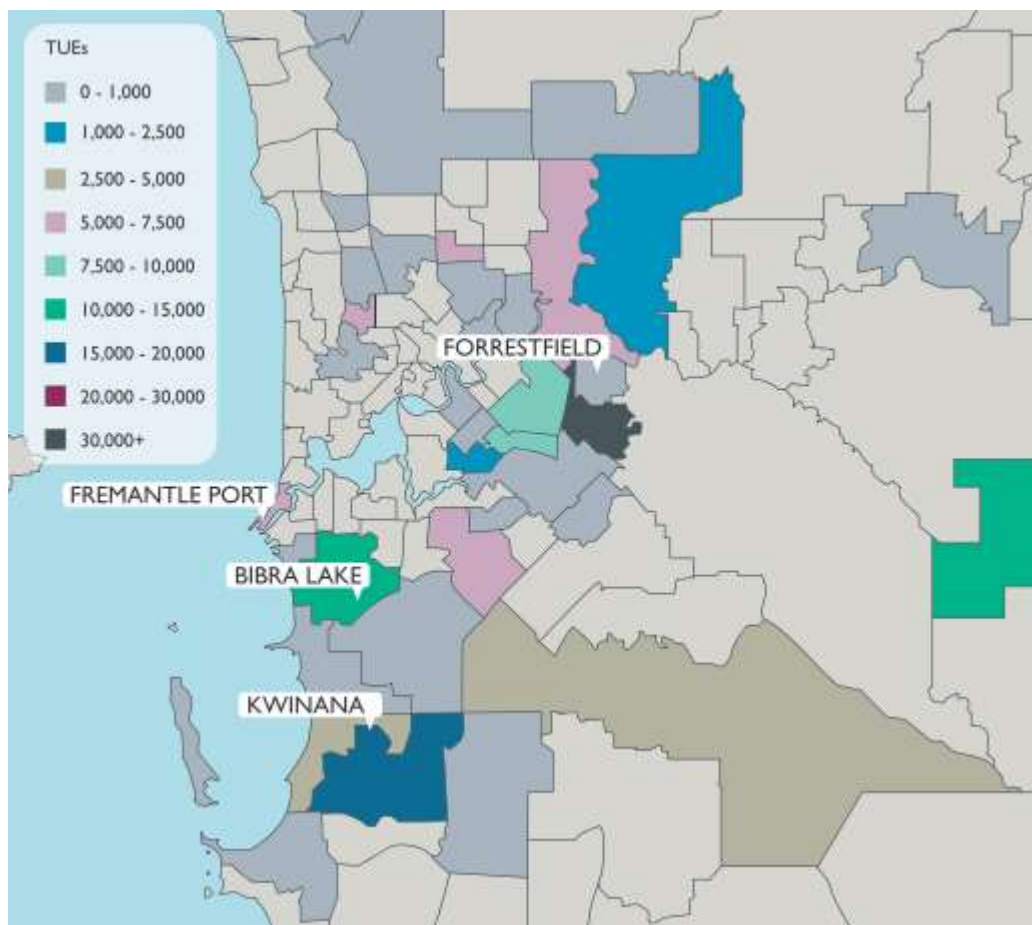 TUEs
0 - 1,000
1,000 - 2,500
2,500 - 5,000
5,000 - 7,500
7,500 - 10,000
10,000 - 15,000
15,000 - 20,000
20,000 - 30,000
30,000+
FORRESTFIELD
FREMANTLE PORT
BIBRA LAKE
KWINANA